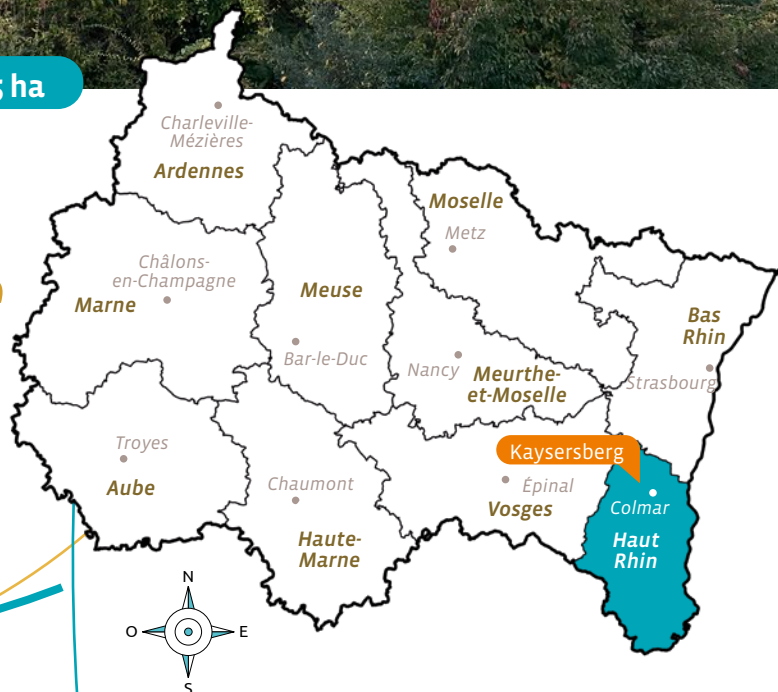 ha
Charleville-
Mézières
Ardennes
Moselle
Metz
Châlons-
en-Champagne
Marne
Meuse
Bas
Rhin
Bar-le-Duc
Nancy
Meurthe-
et-Moselle
Strasbourg
Troyes
Aube
Chaumont
Haute-
Marne
Kaysersberg
Épinal
Vosges
Colmar
Haut
Rhin
N
O
E
S